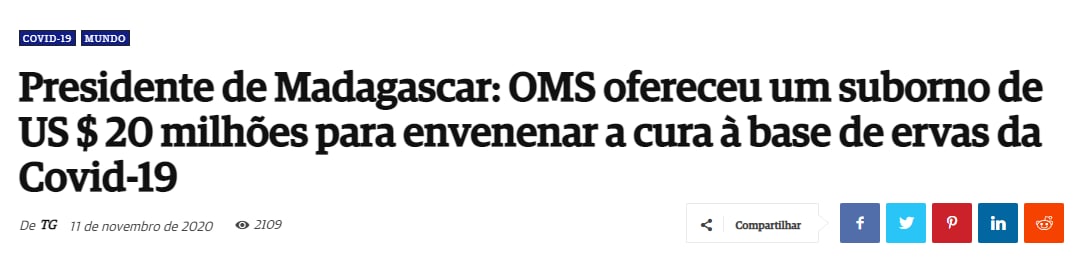 COVID-19 MUNDO
Presidente de Madagascar: OMS ofereceu um suborno de
US $ 20 milhões para envenenar a cura à base de ervas da
Covid-19
De TG 11 de novembro de 2020 2109
Compartilhar